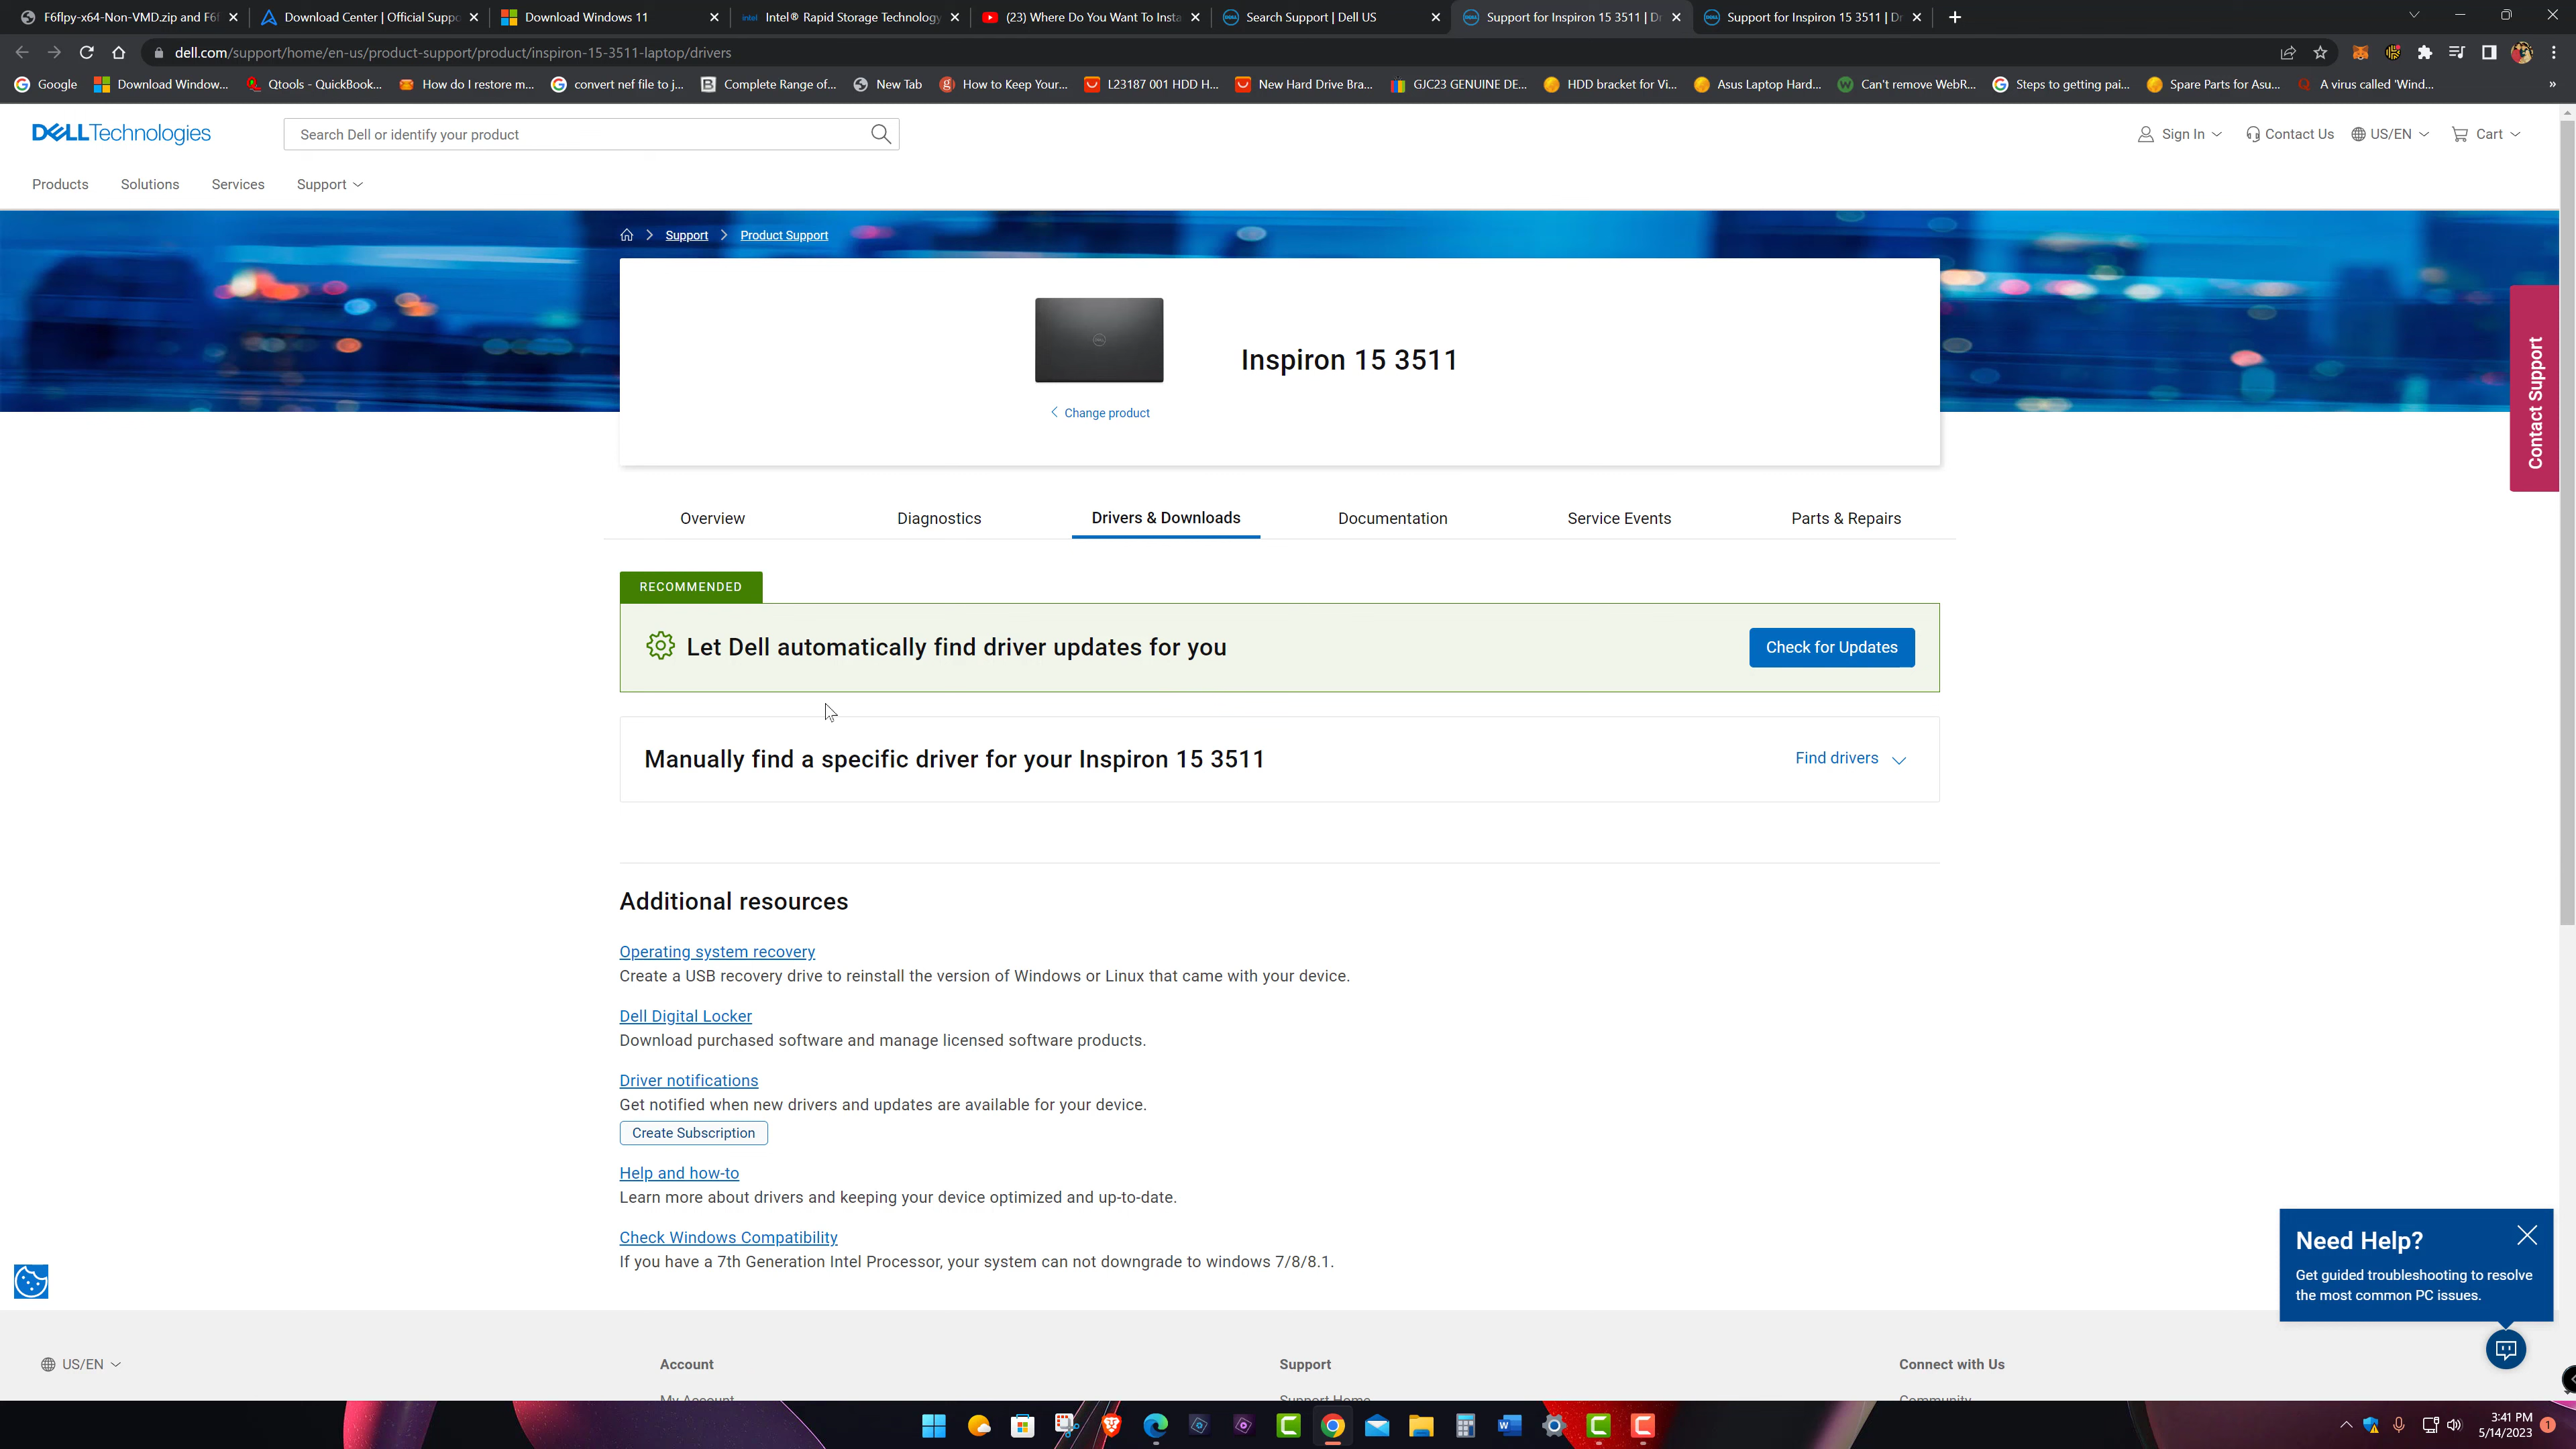 F6flpy-x64-Non-VMD.zip and F6f
Download Center | Official Suppo
Download Windows 11
Intel® Rapid Storage Technology
(23) Where Do You Want To Insta
Search Support | Dell US
Support for Inspiron 15 3511 | Dr
Support for Inspiron 15 3511 | Dr
dell.com/support/home/en-us/product-support/product/inspiron-15-3511-laptop/drivers
Google
Download Window...
Qtools - QuickBook...
How do I restore m...
convert nef file to j...
Complete Range of...
New Tab
How to Keep Your...
L23187 001 HDD H...
New Hard Drive Bra...
GJC23 GENUINE DE...
HDD bracket for Vi...
Asus Laptop Hard...
Can't remove WebR...
Steps to getting pai...
Spare Parts for Asu...
A virus called 'Wind...
DELLTechnologies
Search Dell or identify your product
Sign In
Contact Us
US/EN
Cart
Products
Solutions
Services
Support
Support
Product Support
Inspiron 15 3511
Change product
Contact Support
Overview
Diagnostics
Drivers & Downloads
Documentation
Service Events
Parts & Repairs
RECOMMENDED
Let Dell automatically find driver updates for you
Check for Updates
Manually find a specific driver for your Inspiron 15 3511
Find drivers
Additional resources
Operating system recovery
Create a USB recovery drive to reinstall the version of Windows or Linux that came with your device.
Dell Digital Locker
Download purchased software and manage licensed software products.
Driver notifications
Get notified when new drivers and updates are available for your device.
Create Subscription
Help and how-to
Learn more about drivers and keeping your device optimized and up-to-date.
Check Windows Compatibility
If you have a 7th Generation Intel Processor, your system can not downgrade to windows 7/8/8.1.
Need Help?
Get guided troubleshooting to resolve
the most common PC issues.
US/EN
Account
Support
Connect with Us
My Account
Support Home
Community
3:41 PM
5/14/2023
1